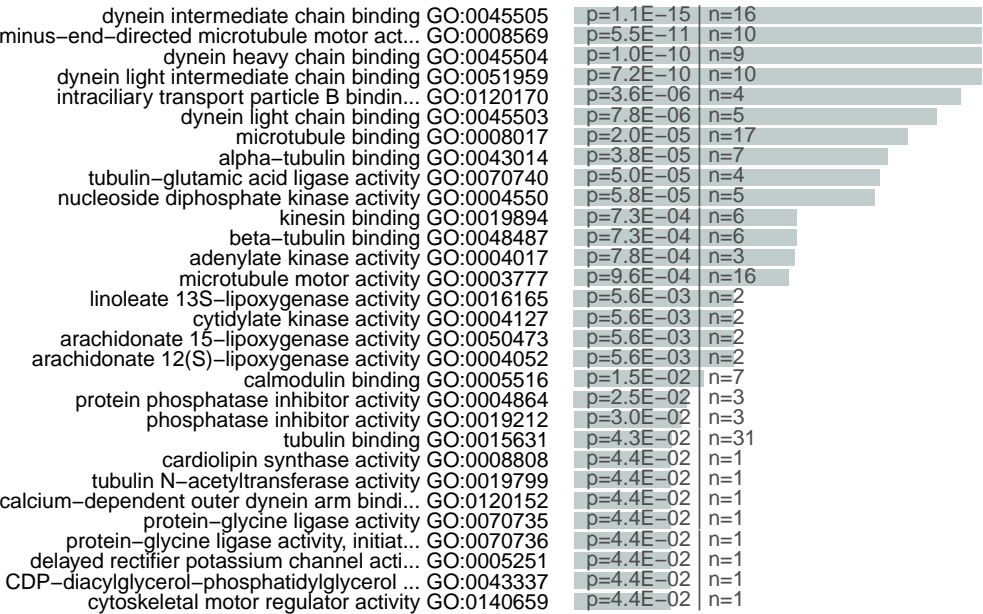 dynein intermediate chain binding GO:0045505 p=1.1E−15 n=16
minus−end−directed microtubule motor act... GO:0008569 p=5.5E−11 n=10
dynein heavy chain binding GO:0045504 p=1.0E−10 n=9
dynein light intermediate chain binding GO:0051959 p=7.2E−10 n=10
intraciliary transport particle B bindin... GO:0120170 p=3.6E−06 n=4
dynein light chain binding GO:0045503 p=7.8E−06 n=5
microtubule binding GO:0008017 p=2.0E−05 n=17
alpha−tubulin binding GO:0043014 p=3.8E−05 n=7
tubulin−glutamic acid ligase activity GO:0070740 p=5.0E−05 n=4
nucleoside diphosphate kinase activity GO:0004550 p=5.8E−05 n=5
kinesin binding GO:0019894 p=7.3E−04 n=6
beta−tubulin binding GO:0048487 p=7.3E−04 n=6
adenylate kinase activity GO:0004017 p=7.8E−04 n=3
microtubule motor activity GO:0003777 p=9.6E−04 n=16
linoleate 13S−lipoxygenase activity GO:0016165 p=5.6E−03 n=2
cytidylate kinase activity GO:0004127 p=5.6E−03 n=2
arachidonate 15−lipoxygenase activity GO:0050473 p=5.6E−03 n=2
arachidonate 12(S)−lipoxygenase activity GO:0004052 p=5.6E−03 n=2
calmodulin binding GO:0005516 p=1.5E−02 n=7
protein phosphatase inhibitor activity GO:0004864 p=2.5E−02 n=3
phosphatase inhibitor activity GO:0019212 p=3.0E−02 n=3
tubulin binding GO:0015631 p=4.3E−02 n=31
cardiolipin synthase activity GO:0008808 p=4.4E−02 n=1
tubulin N−acetyltransferase activity GO:0019799 p=4.4E−02 n=1
calcium−dependent outer dynein arm bindi... GO:0120152 p=4.4E−02 n=1
protein−glycine ligase activity GO:0070735 p=4.4E−02 n=1
protein−glycine ligase activity, initiat... GO:0070736 p=4.4E−02 n=1
delayed rectifier potassium channel acti... GO:0005251 p=4.4E−02 n=1
CDP−diacylglycerol−phosphatidylglycerol ... GO:0043337 p=4.4E−02 n=1
cytoskeletal motor regulator activity GO:0140659 p=4.4E−02 n=1